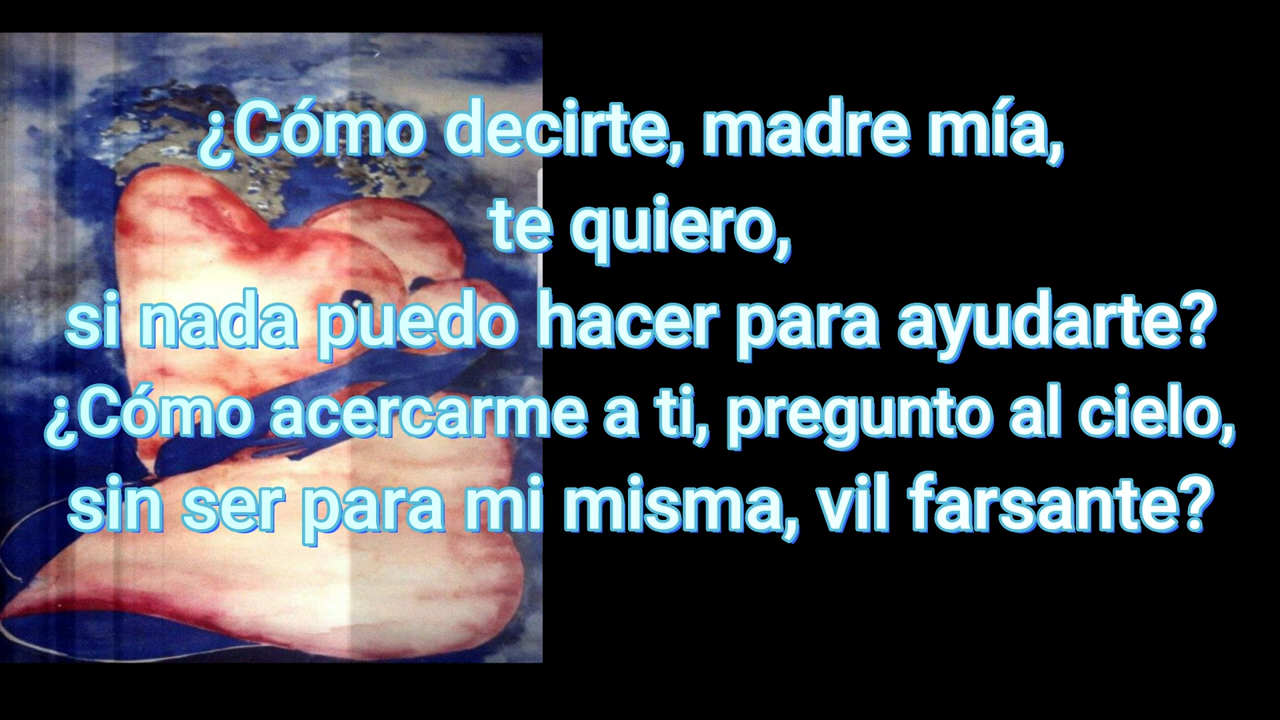 ¿Cómo decirte, madre mía,
te quiero,
si nada puedo hacer para ayudarte?
¿Cómo acercarme a ti, pregunto al cielo,
sin ser para mi misma, vil farsante?